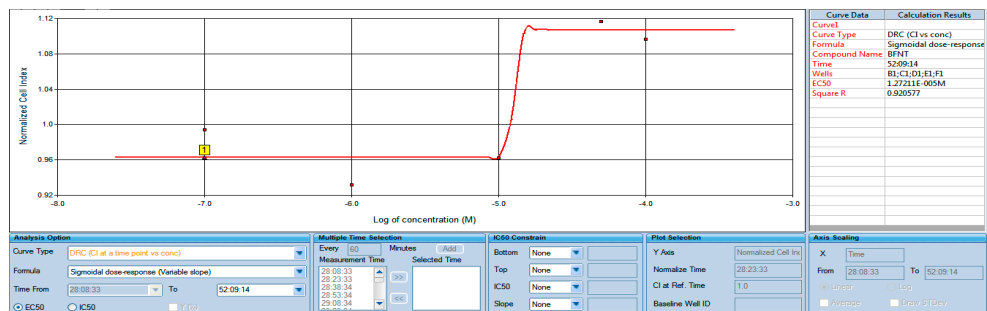 1.12
1.08
1.04
1.0
0.96
0.92
Normalized Cell Index
1
-8.0 -7.0 -6.0 -5.0 -4.0 -3.0
Log of concentration (M)
Curve Data Calculation Results
Curve1
Curve Type DRC (CI vs conc)
Formula Sigmoidal dose-response
Compound Name BFNT
Time 52:09:14
Wells B1;C1;D1;E1;F1
EC50 1.27211E-005M
Square R 0.920577
Analysis Option
Curve Type DRC (CI at a time point vs conc)
Formula Sigmoidal dose-response (Variable slope)
Time From 28:08:33 To 52:09:14
EC50 IC50
Multiple Time Selection
Every 60 Minutes Add
Measurement Time Selected Time
28:08:33
28:23:33
28:38:34
28:53:34
29:08:34
>>
<<
IC50 Constrain
Bottom None
Top None
IC50 None
Slope None
Plot Selection
Y Axis Normalized Cell Inc
Normalize Time 28:23:33
CI at Ref. Time 1.0
Baseline Well ID
Axis Scaling
X Time
From 28:08:33 To 52:09:14
Linear Log
Average Draw STDev